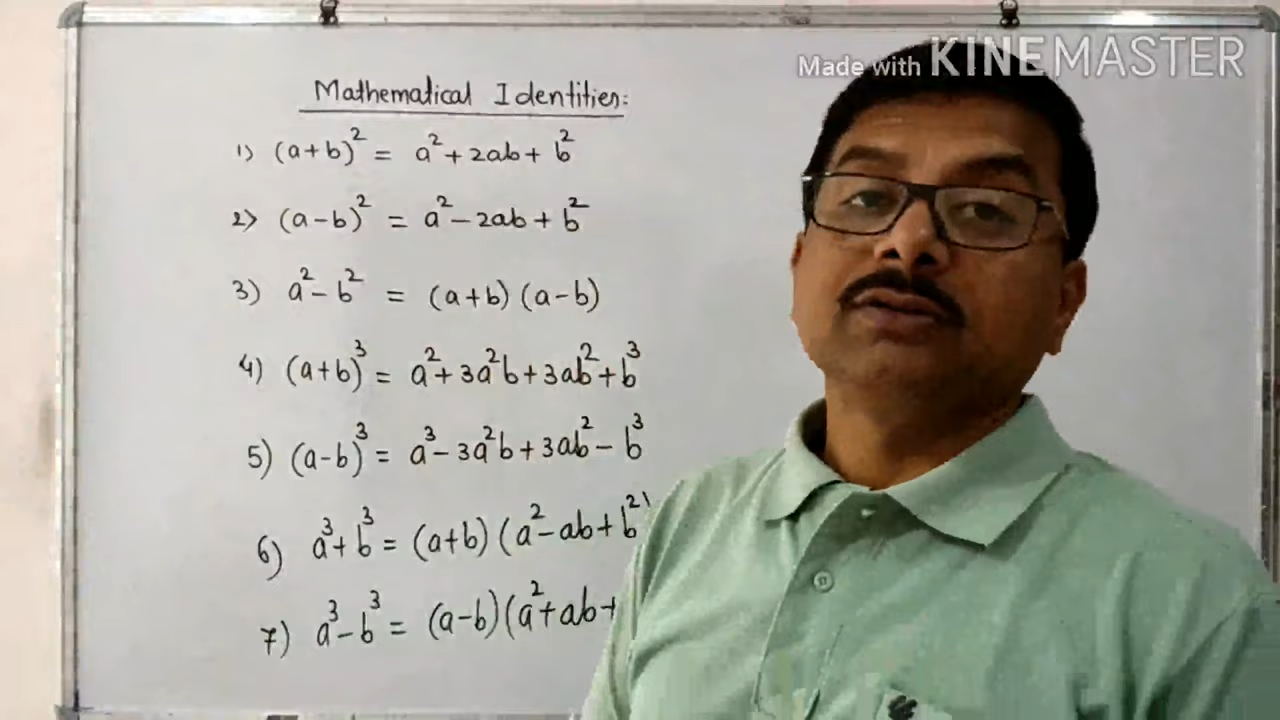 Made with KINEMASTER
Mathematical Identities:
1) (a+b)² = a² + 2ab + b²
2) (a-b)² = a² - 2ab + b²
3) a² - b² = (a+b) (a-b)
4) (a+b)³ = a² + 3a²b + 3ab² + b³
5) (a-b)³ = a³ - 3a²b + 3ab² - b³
6) a³ + b³ = (a+b) (a² - ab + b²)
7) a³ - b³ = (a-b) (a² + ab +